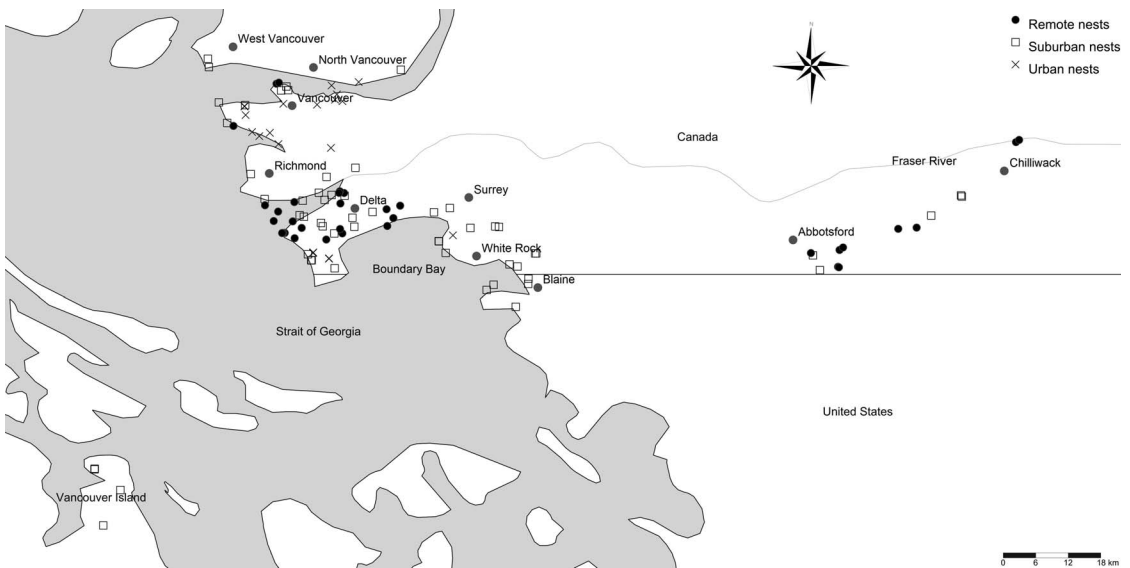 N
Remote nests
Suburban nests
Urban nests
West Vancouver
North Vancouver
Vancouver
Canada
Fraser River
Chilliwack
Richmond
Surrey
Delta
Abbotsford
White Rock
Boundary Bay
Blaine
Strait of Georgia
United States
Vancouver Island
0 6 12 18 km